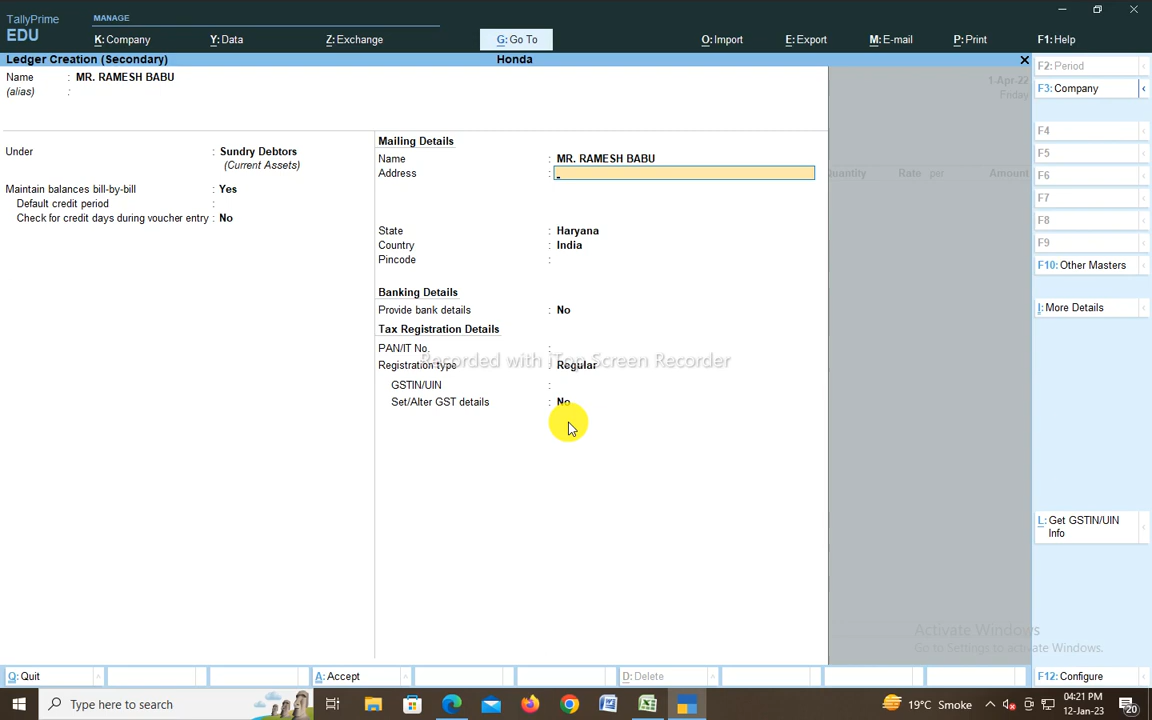 TallyPrime
EDU
MANAGE
K: Company
Y: Data
Z: Exchange
G: Go To
O: Import
E: Export
M: E-mail
P: Print
F1: Help
Ledger Creation (Secondary)
Honda
Name : MR. RAMESH BABU
(alias) :
1-Apr-22
Friday
Under : Sundry Debtors
(Current Assets)
Maintain balances bill-by-bill : Yes
Default credit period :
Check for credit days during voucher entry : No
Mailing Details
Name : MR. RAMESH BABU
Address :
State : Haryana
Country : India
Pincode :
Banking Details
Provide bank details : No
Tax Registration Details
PAN/IT No. :
Registration type : Regular
GSTIN/UIN :
Set/Alter GST details : No
Recorded with iTop Screen Recorder
Quantity Rate per Amount
F2: Period
F3: Company
F4
F5
F6
F7
F8
F9
F10: Other Masters
I: More Details
L: Get GSTIN/UIN
Info
F12: Configure
Activate Windows
Go to Settings to activate Windows.
Q: Quit
A: Accept
D: Delete
Type here to search
19°C Smoke
04:21 PM
12-Jan-23
20